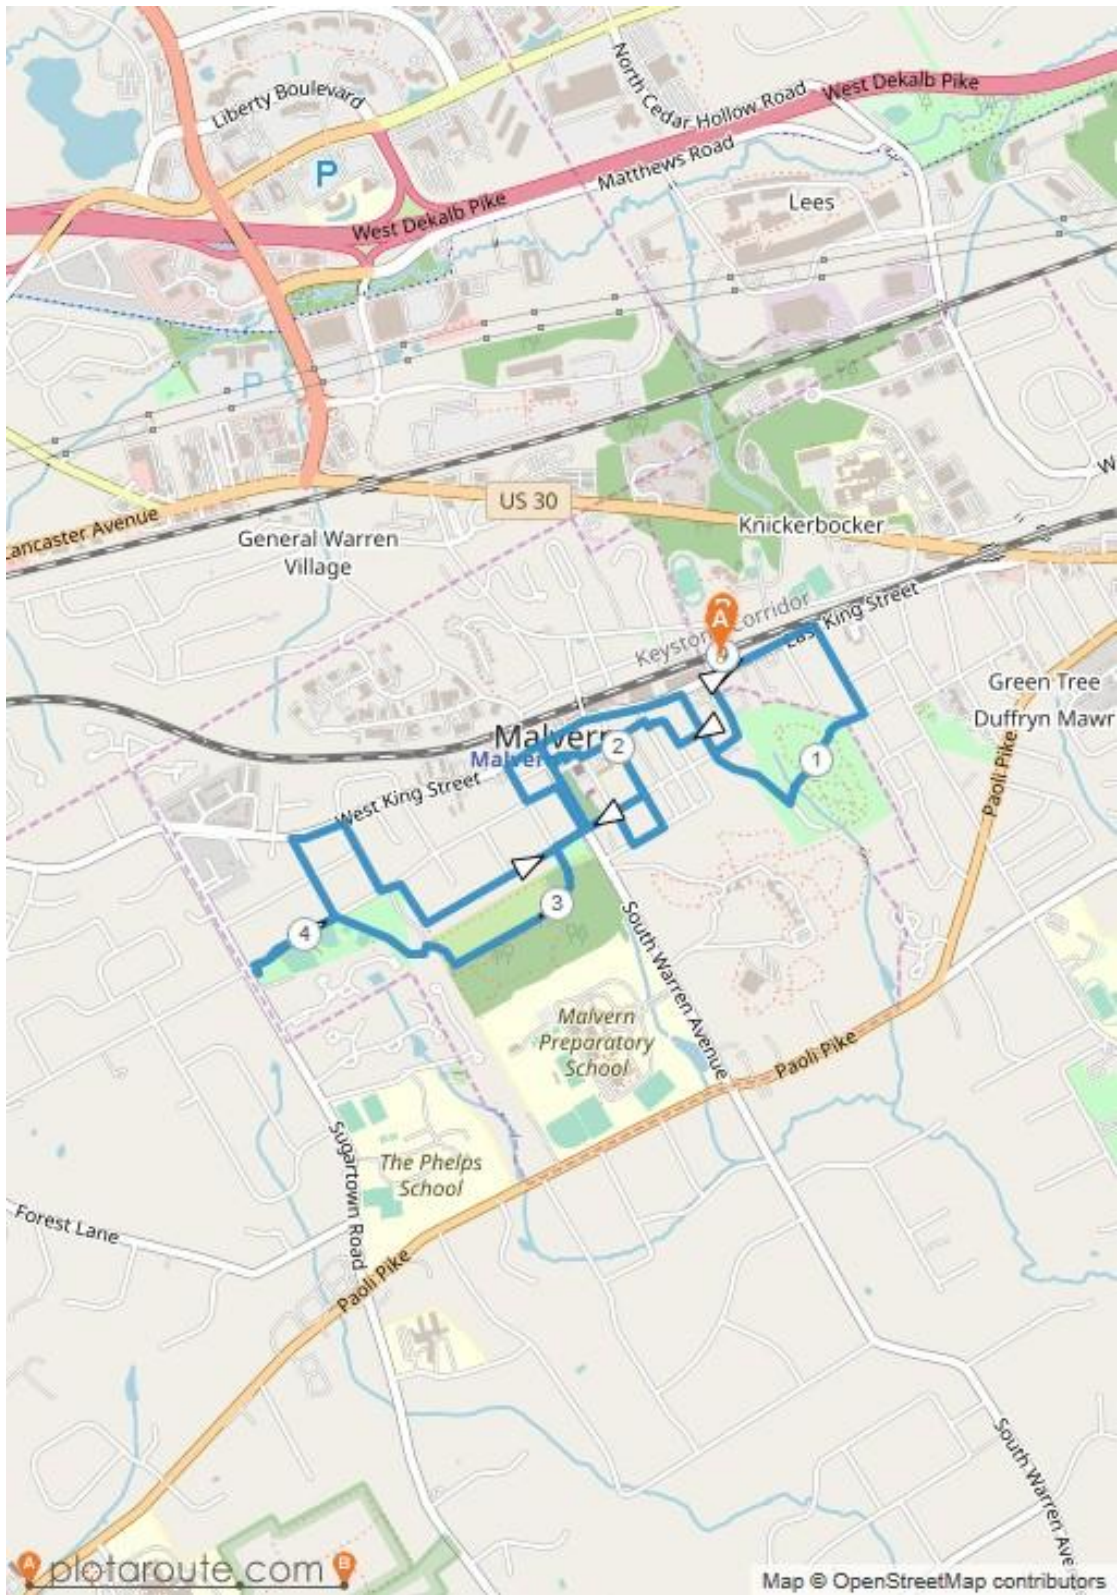 Liberty Boulevard
North Cedar Hollow Road
West Dekalb Pike
Matthews Road
P
West Dekalb Pike
Lees
P
US 30
Lancaster Avenue
General Warren
Village
Knickerbocker
A
East King Street
Green Tree
Duffryn Mawr
Malvern
2
1
West King Street
Paoli Pike
3
4
South Warren Avenue
Malvern
Preparatory
School
Paoli Pike
The Phelps
School
Sugartown Road
Forest Lane
Paoli Pike
South Warren Ave
A plotaroute.com B
Map © OpenStreetMap contributors